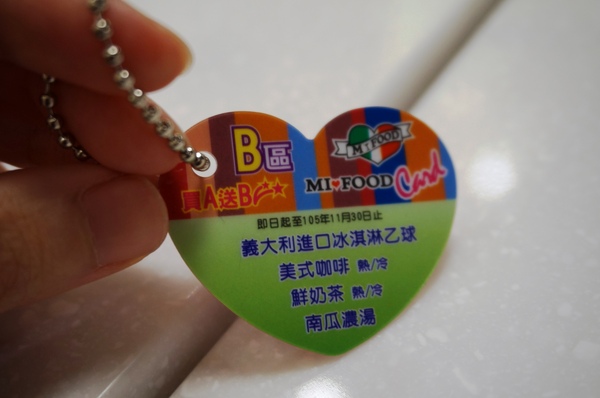 B區
MI FOOD
買A送B
MI♥FOOD Card
即日起至105年11月30日止
義大利進口冰淇淋乙球
美式咖啡 熱/冷
鮮奶茶 熱/冷
南瓜濃湯